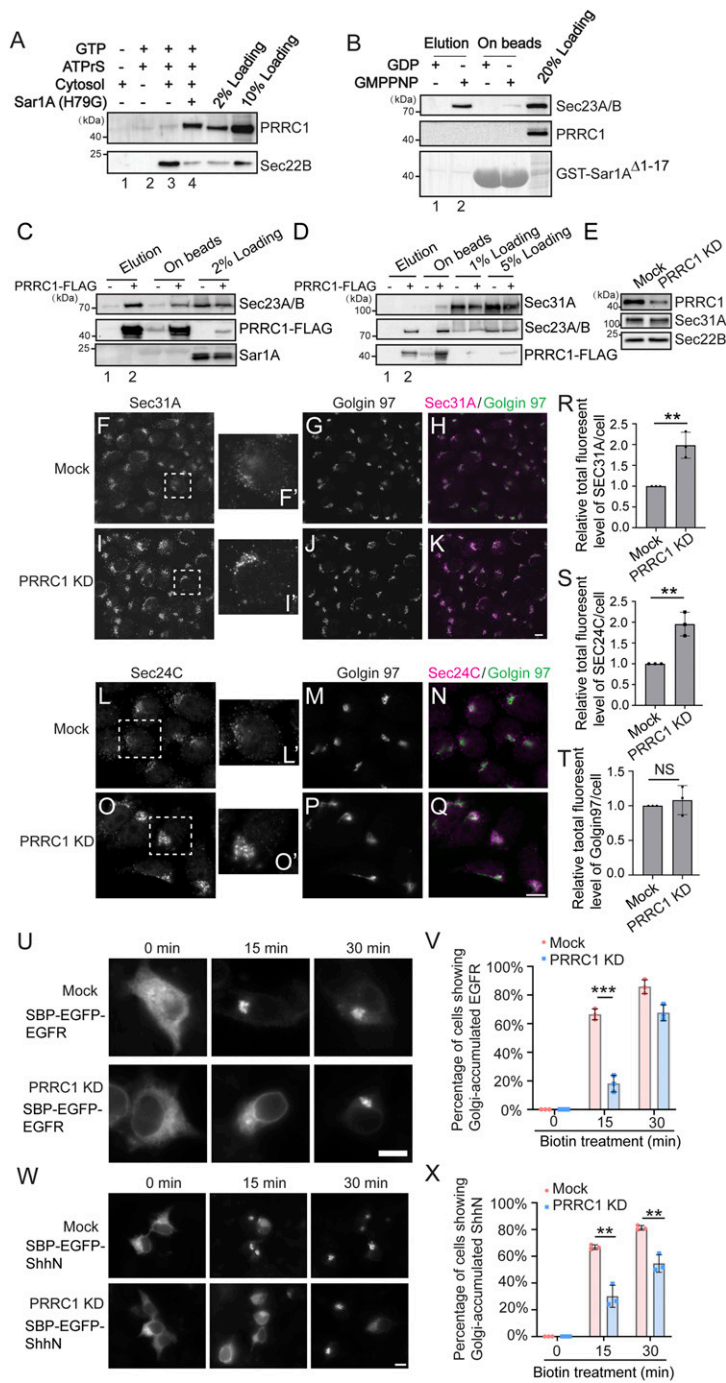 A
GTP - + + +
ATPrS - + + +
Cytosol + - + +
Sar1A (H79G) +
2% Loading
10% Loading
(kDa)
40
PRRC1
25
Sec22B
1 2 3 4
B
Elution On beads
GDP + - + -
GMPPNP - + - +
20% Loading
(kDa)
70
Sec23A/B
40
PRRC1
40
GST-Sar1AΔ1-17
1 2
C
Elution On beads 2% Loading
PRRC1-FLAG - + - + - +
(kDa)
70
Sec23A/B
40
PRRC1-FLAG
25
Sar1A
1 2
D
Elution On beads 1% Loading 5% Loading
PRRC1-FLAG - + - + - + - +
(kDa)
100
Sec31A
70
Sec23A/B
40
PRRC1-FLAG
1 2
E
Mock PRRC1 KD
(kDa)
40
PRRC1
100
Sec31A
25
Sec22B
Sec31A Golgin 97 Sec31A/Golgin 97
Mock
F F' G H
PRRC1 KD
I I' J K
Sec24C Golgin 97 Sec24C/Golgin 97
Mock
L L' M N
PRRC1 KD
O O' P Q
R
Relative total fluorescent
level of SEC31A/cell
2.5
2.0
1.5
1.0
0.5
0.0
**
Mock
PRRC1 KD
S
Relative total fluorescent
level of SEC24C/cell
2.5
2.0
1.5
1.0
0.5
0.0
**
Mock
PRRC1 KD
T
Relative taotal fluorescent
level of Golgin97/cell
1.5
1.0
0.5
0.0
NS
Mock
PRRC1 KD
U
0 min 15 min 30 min
Mock
SBP-EGFP-
EGFR
PRRC1 KD
SBP-EGFP-
EGFR
V
Mock
PRRC1 KD
Percentage of cells showing
Golgi-accumulated EGFR
100%
80%
60%
40%
20%
0%
***
0 15 30
Biotin treatment (min)
W
0 min 15 min 30 min
Mock
SBP-EGFP-
ShhN
PRRC1 KD
SBP-EGFP-
ShhN
X
Mock
PRRC1 KD
Percentage of cells showing
Golgi-accumulated ShhN
100%
80%
60%
40%
20%
0%
** **
0 15 30
Biotin treatment (min)